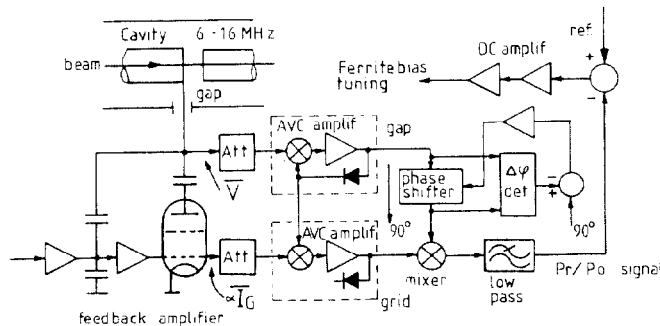 Cavity 6-16 MHz
beam
gap
ref.
DC amplif
Ferrite bias
tuning
+
−
AVC amplif
gap
Att
V
phase
shifter
Δφ
det
−
+
90°
90°
AVC amplif
Att
∝ IG
grid
mixer
low
pass
Pr/Po signal
feedback amplifier